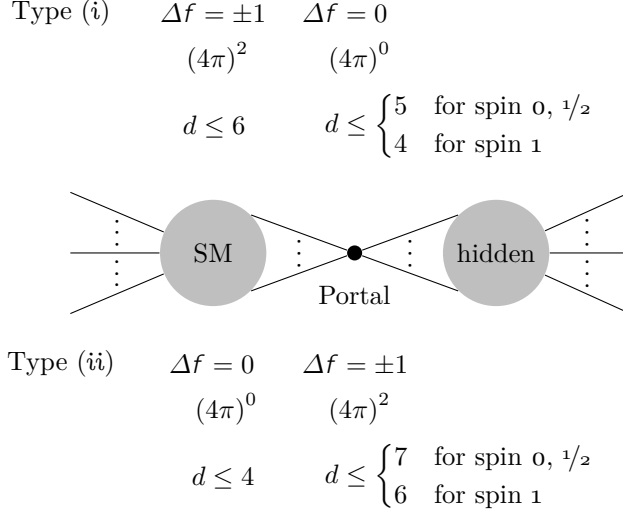 Type (i) Δf = ±1 Δf = 0
(4π)² (4π)⁰
d ≤ 6 d ≤ { 5 for spin 0, 1/2
4 for spin 1
SM hidden
Portal
Type (ii) Δf = 0 Δf = ±1
(4π)⁰ (4π)²
d ≤ 4 d ≤ { 7 for spin 0, 1/2
6 for spin 1